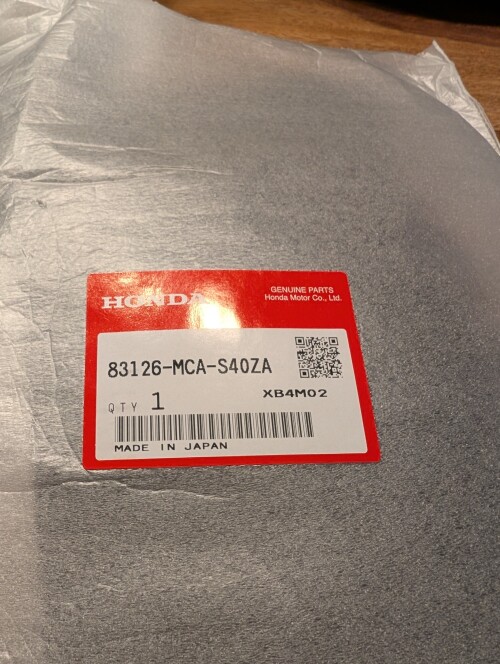 HONDA
GENUINE PARTS
Honda Motor Co., Ltd.
83126-MCA-S40ZA
XB4M02
QTY 1
MADE IN JAPAN